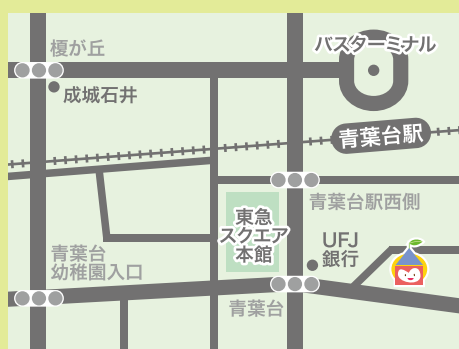 榎が丘
バスターミナル
成城石井
青葉台駅
青葉台駅西側
東急
スクエア
本館
UFJ
銀行
青葉台
幼稚園入口
青葉台